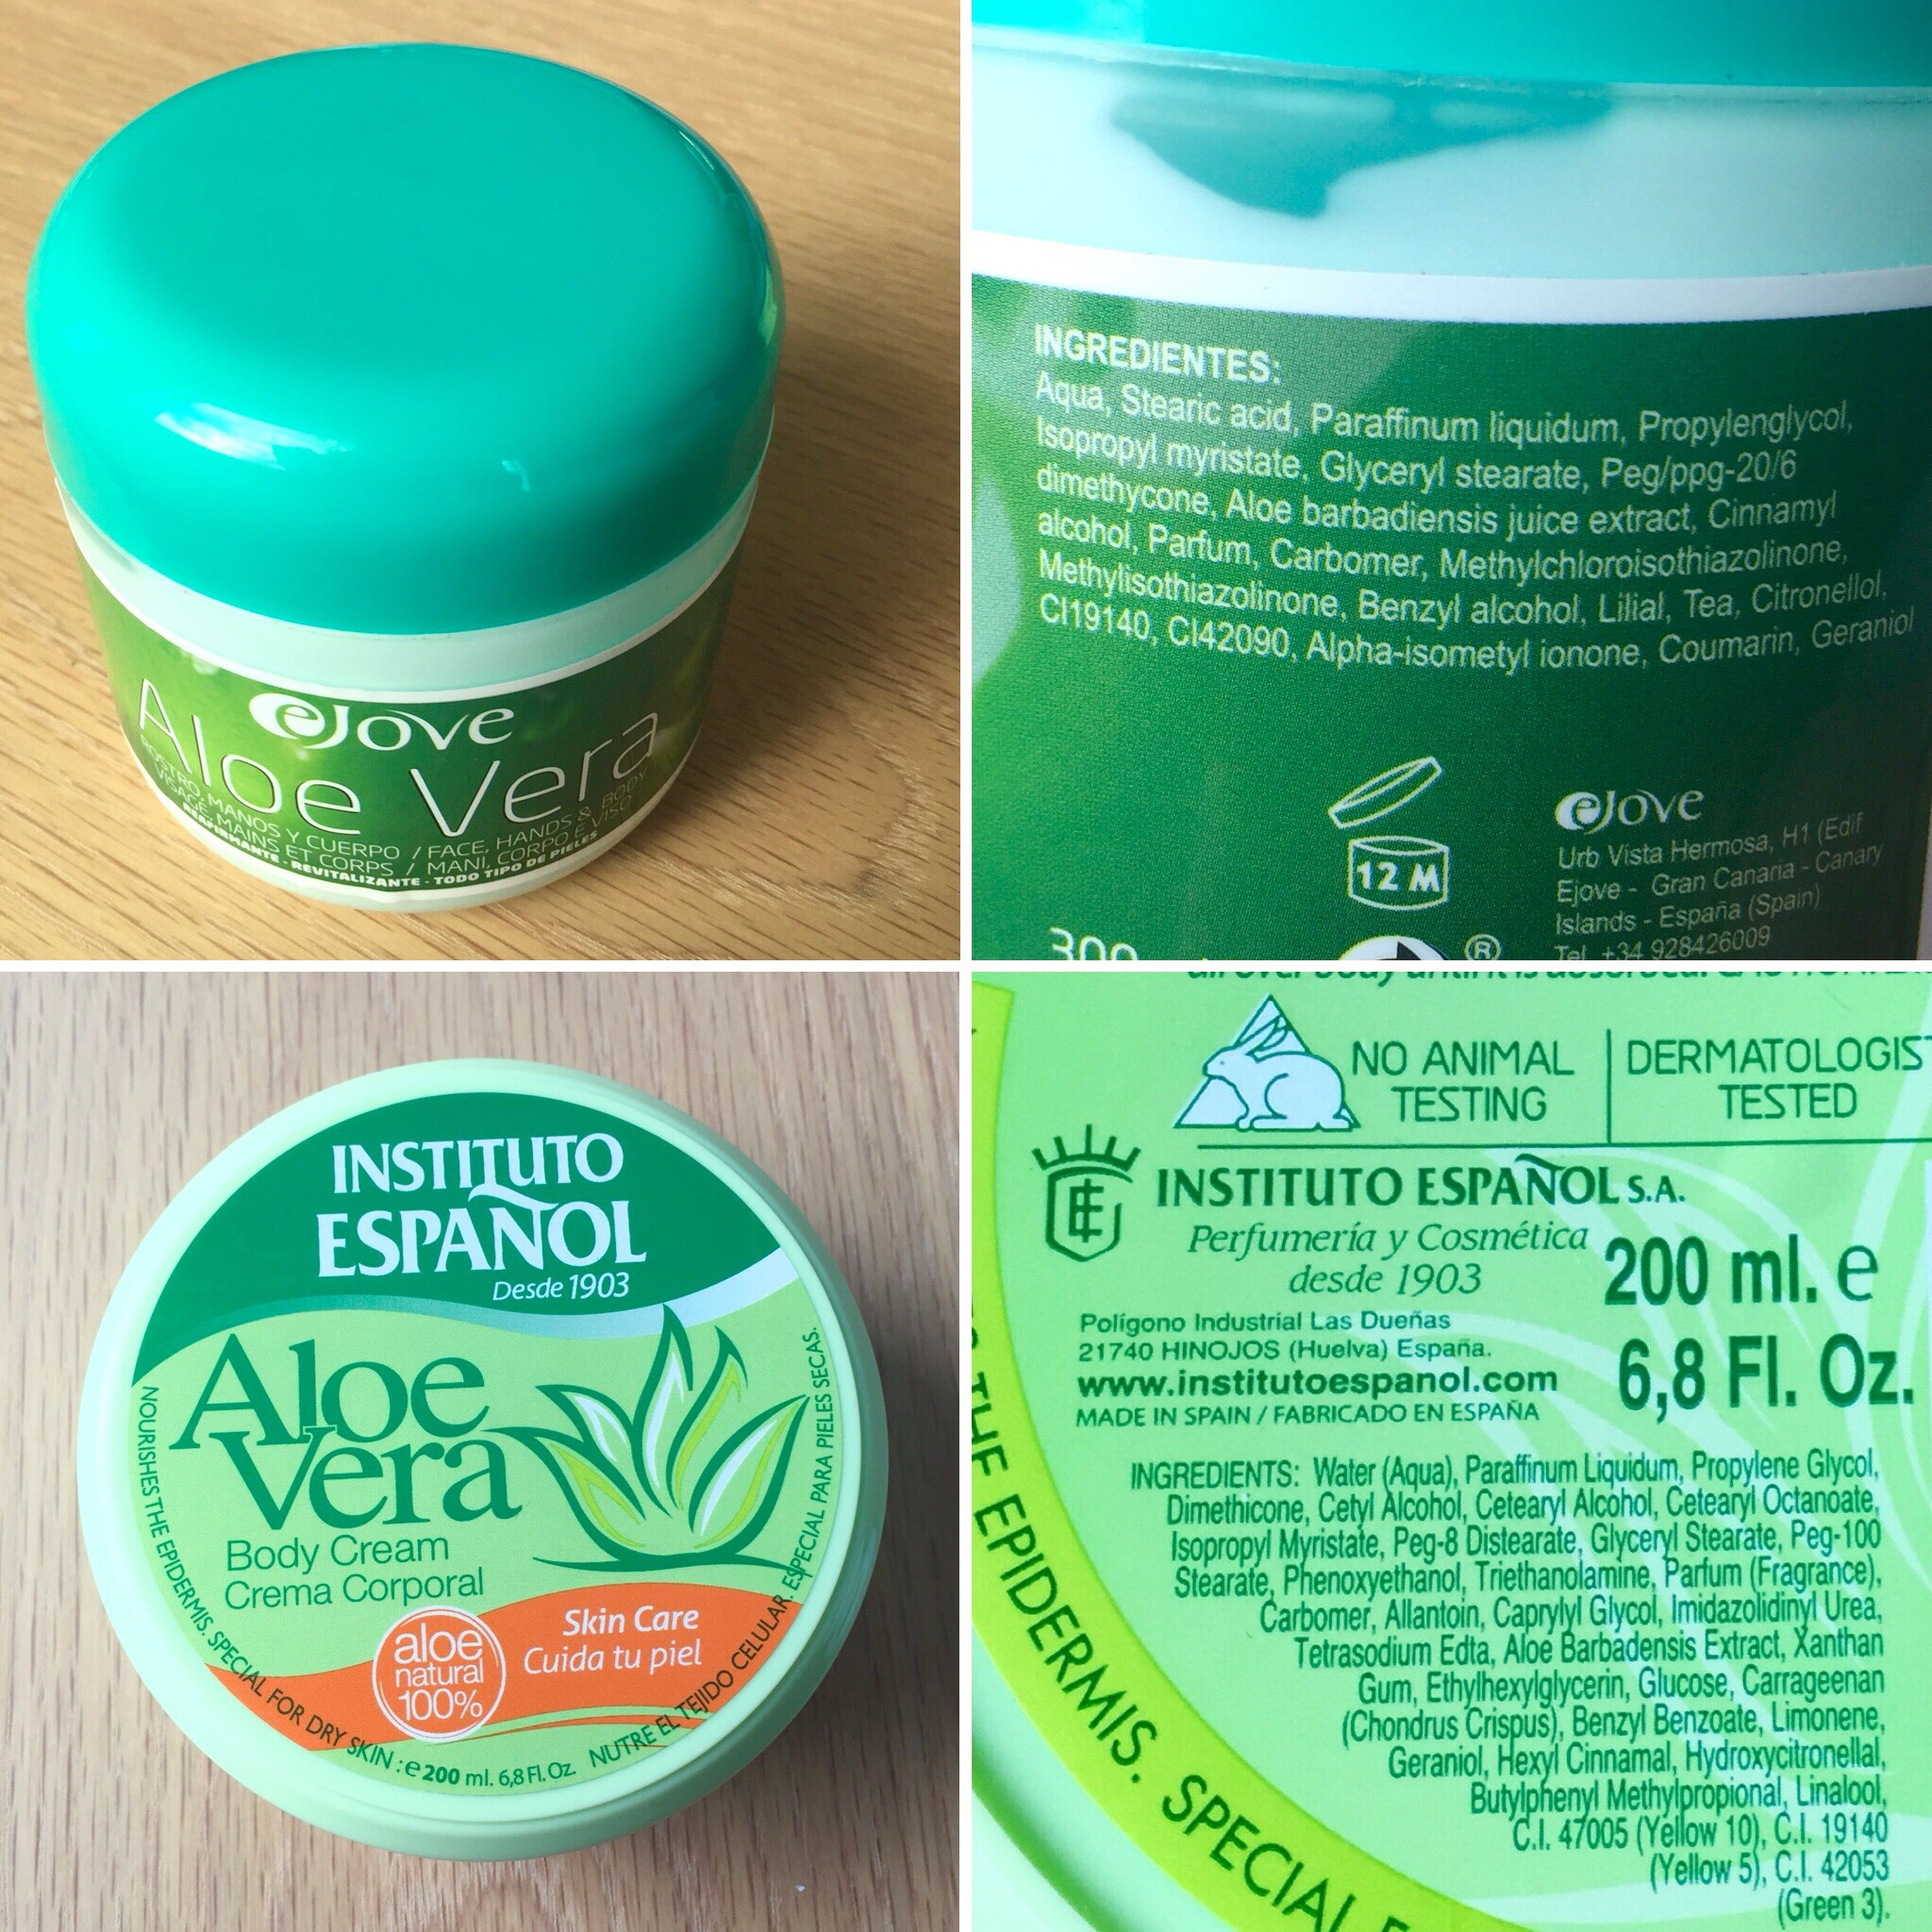 eJove
Aloe Vera
ROSTRO, MANOS Y CUERPO / FACE, HANDS & BODY
VISAGE, MAINS ET CORPS / MANI, CORPO E VISO
REAFIRMANTE - REVITALIZANTE - TODO TIPO DE PIELES
INGREDIENTES:
Aqua, Stearic acid, Paraffinum liquidum, Propylenglycol,
Isopropyl myristate, Glyceryl stearate, Peg/ppg-20/6
dimethycone, Aloe barbadiensis juice extract, Cinnamyl
alcohol, Parfum, Carbomer, Methylchloroisothiazolinone,
Methylisothiazolinone, Benzyl alcohol, Lilial, Tea, Citronellol,
CI19140, CI42090, Alpha-isometyl ionone, Coumarin, Geraniol
12 M
eJove
Urb Vista Hermosa, H1 (Edif
Ejove - Gran Canaria - Canary
Islands - España (Spain)
Tel. +34 928426009
300
®
INSTITUTO
ESPAÑOL
Desde 1903
Aloe
Vera
Body Cream
Crema Corporal
Skin Care
Cuida tu piel
aloe
natural
100%
NOURISHES THE EPIDERMIS. SPECIAL FOR DRY SKIN : e 200 ml. 6,8 Fl. Oz. NUTRE EL TEJIDO CELULAR. ESPECIAL PARA PIELES SECAS.
NO ANIMAL
TESTING
DERMATOLOGIST
TESTED
INSTITUTO ESPAÑOL S.A.
Perfumería y Cosmética
desde 1903
200 ml. e
6,8 Fl. Oz.
Polígono Industrial Las Dueñas
21740 HINOJOS (Huelva) España.
www.institutoespanol.com
MADE IN SPAIN / FABRICADO EN ESPAÑA
INGREDIENTS: Water (Aqua), Paraffinum Liquidum, Propylene Glycol,
Dimethicone, Cetyl Alcohol, Cetearyl Alcohol, Cetearyl Octanoate,
Isopropyl Myristate, Peg-8 Distearate, Glyceryl Stearate, Peg-100
Stearate, Phenoxyethanol, Triethanolamine, Parfum (Fragrance),
Carbomer, Allantoin, Caprylyl Glycol, Imidazolidinyl Urea,
Tetrasodium Edta, Aloe Barbadensis Extract, Xanthan
Gum, Ethylhexylglycerin, Glucose, Carrageenan
(Chondrus Crispus), Benzyl Benzoate, Limonene,
Geraniol, Hexyl Cinnamal, Hydroxycitronellal,
Butylphenyl Methylpropional, Linalool,
C.I. 47005 (Yellow 10), C.I. 19140
(Yellow 5), C.I. 42053
(Green 3).
THE EPIDERMIS. SPECIAL